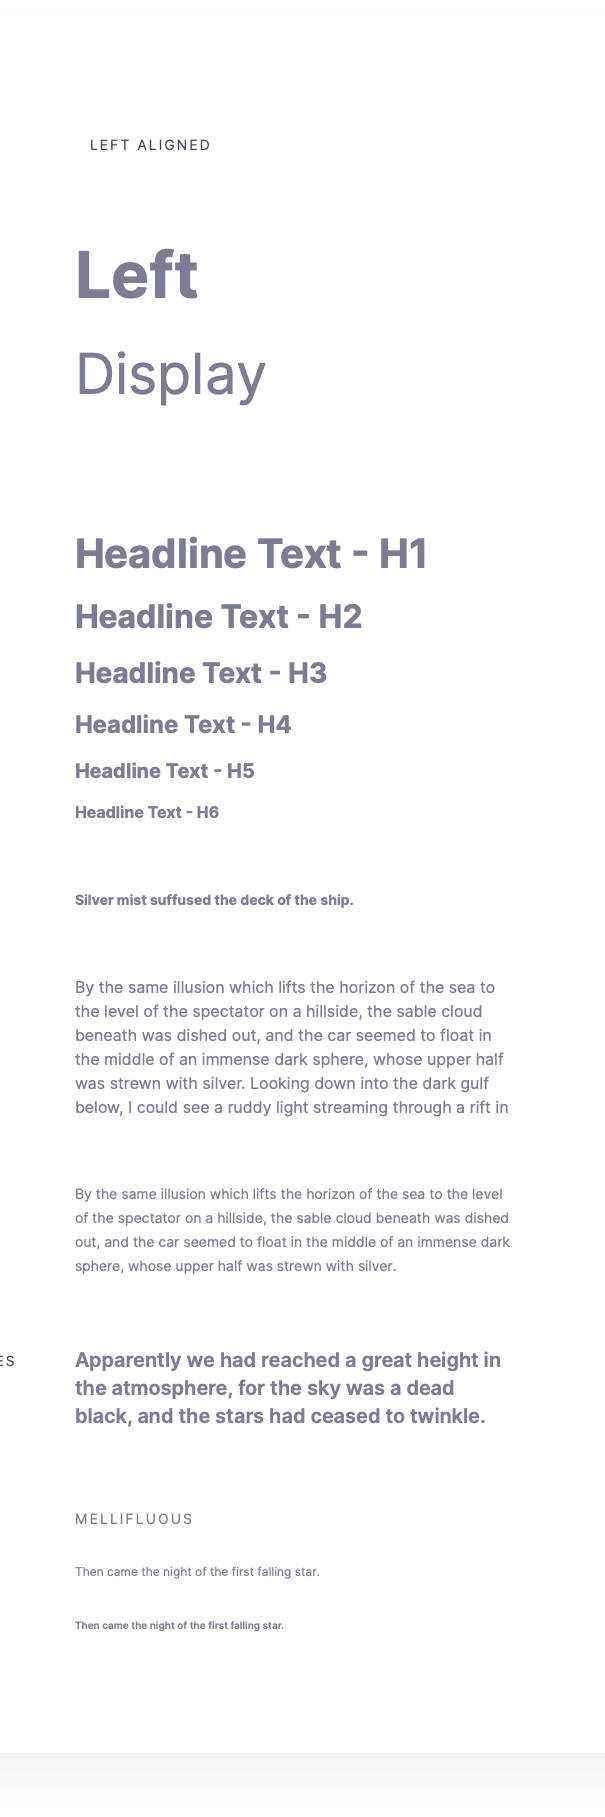 LEFT ALIGNED
Left
Display
Headline Text - H1
Headline Text - H2
Headline Text - H3
Headline Text - H4
Headline Text - H5
Headline Text - H6
Silver mist suffused the deck of the ship.
By the same illusion which lifts the horizon of the sea to
the level of the spectator on a hillside, the sable cloud
beneath was dished out, and the car seemed to float in
the middle of an immense dark sphere, whose upper half
was strewn with silver. Looking down into the dark gulf
below, I could see a ruddy light streaming through a rift in
By the same illusion which lifts the horizon of the sea to the level
of the spectator on a hillside, the sable cloud beneath was dished
out, and the car seemed to float in the middle of an immense dark
sphere, whose upper half was strewn with silver.
Apparently we had reached a great height in
the atmosphere, for the sky was a dead
black, and the stars had ceased to twinkle.
MELLIFLUOUS
Then came the night of the first falling star.
Then came the night of the first falling star.